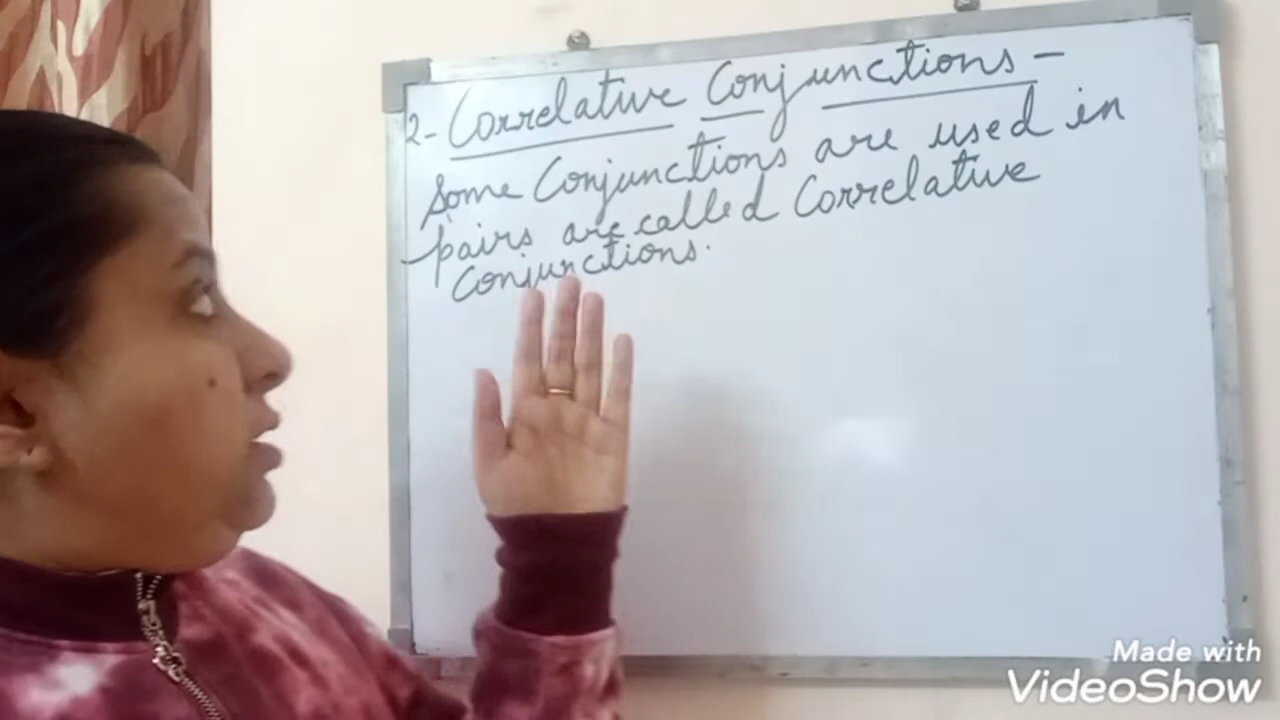 2- Correlative Conjunctions -
Some Conjunctions are used in
pairs are called Correlative
Conjunctions.
Made with
VideoShow